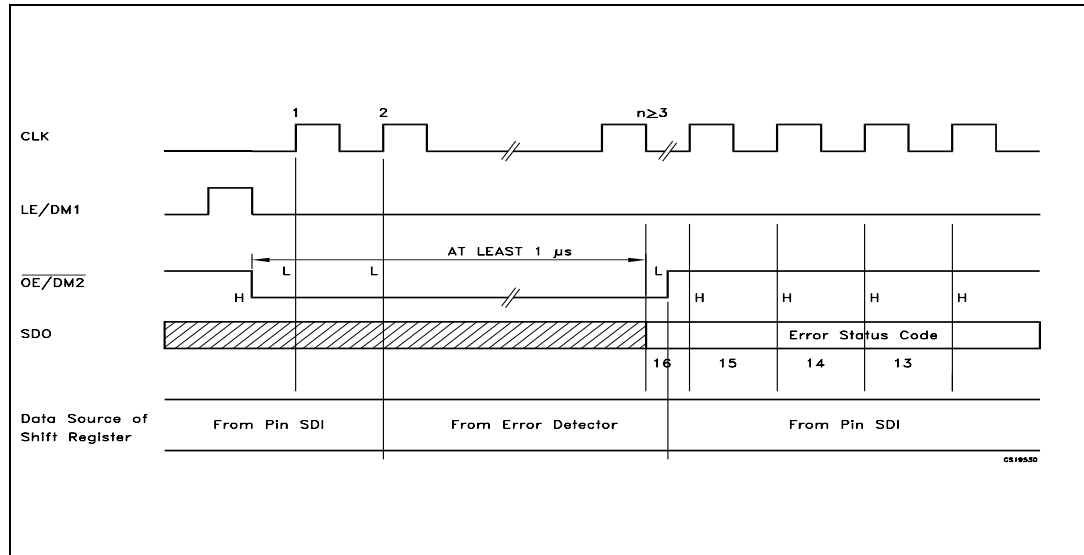 1 2 n≥3
CLK
LE/DM1
AT LEAST 1 µs
OE/DM2 H L L L H H H H
SDO Error Status Code
16 15 14 13
Data Source of
Shift Register
From Pin SDI From Error Detector From Pin SDI
CS19530